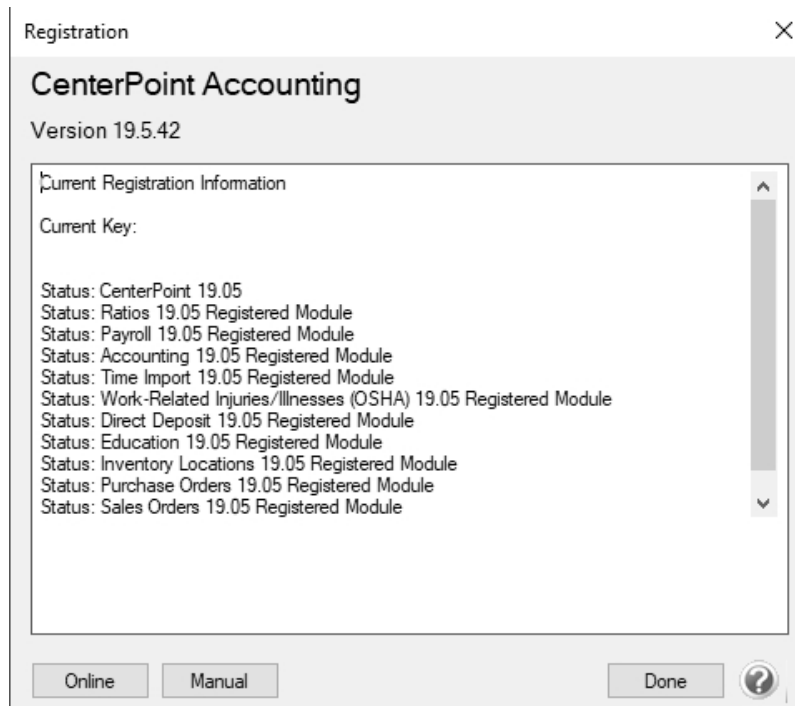 Registration
CenterPoint Accounting
Version 19.5.42
Current Registration Information
Current Key:
Status: CenterPoint 19.05
Status: Ratios 19.05 Registered Module
Status: Payroll 19.05 Registered Module
Status: Accounting 19.05 Registered Module
Status: Time Import 19.05 Registered Module
Status: Work-Related Injuries/Illnesses (OSHA) 19.05 Registered Module
Status: Direct Deposit 19.05 Registered Module
Status: Education 19.05 Registered Module
Status: Inventory Locations 19.05 Registered Module
Status: Purchase Orders 19.05 Registered Module
Status: Sales Orders 19.05 Registered Module
Online Manual Done ?